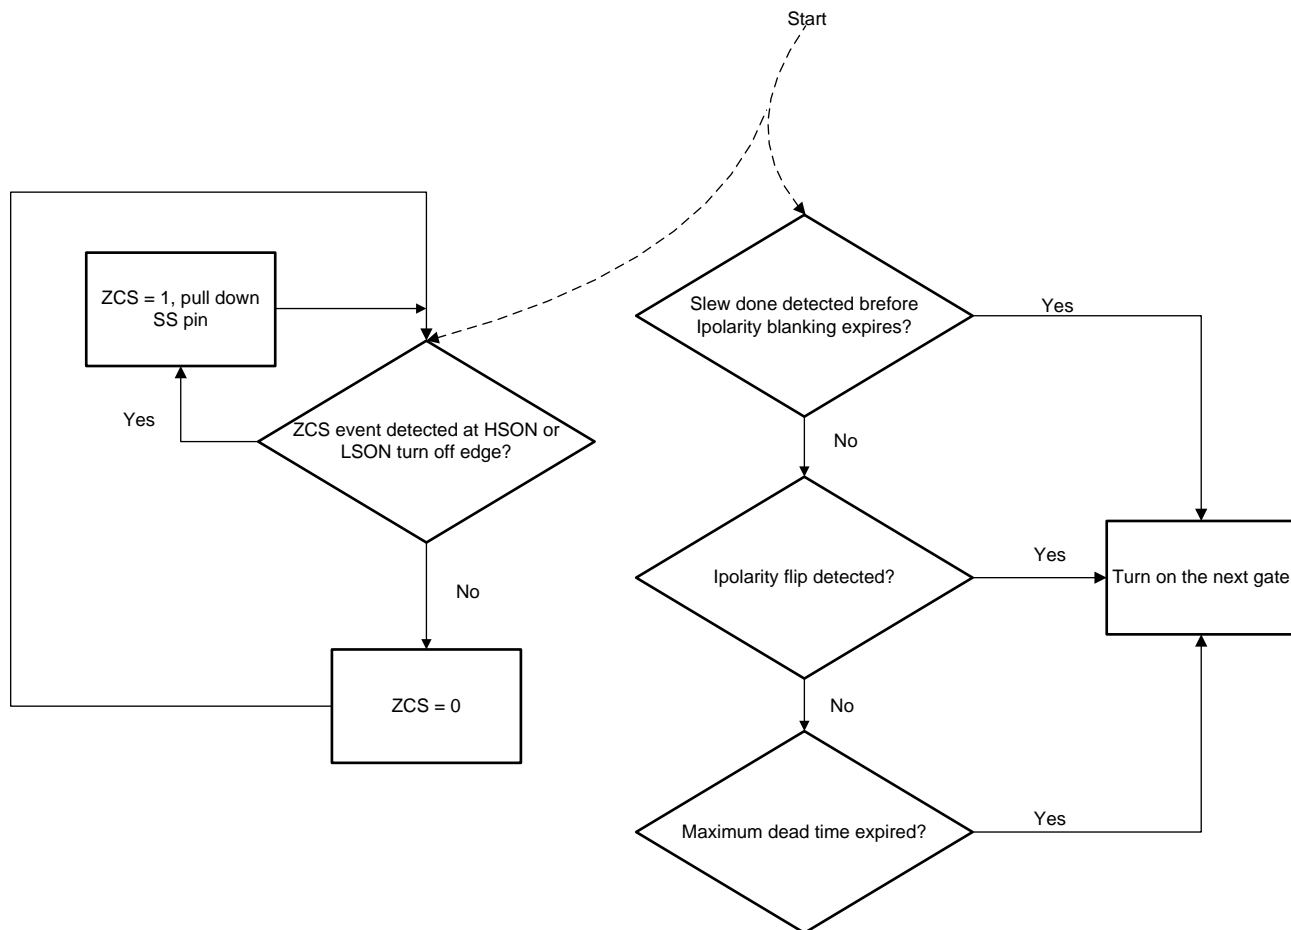 Start
ZCS = 1, pull down
SS pin
Yes
ZCS event detected at HSON or
LSON turn off edge?
No
ZCS = 0
Slew done detected brefore
Ipolarity blanking expires?
Yes
No
Ipolarity flip detected?
Yes
Turn on the next gate
No
Maximum dead time expired?
Yes